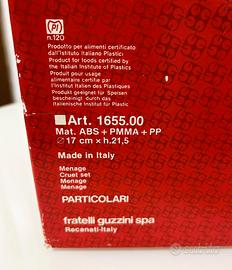 PI
n.120
Prodotto per alimenti certificato
dall'Istituto Italiano Plastici
Product for foods certified by
the Italian Institute of Plastics
Produit pour usage
alimentaire certifié par
l'Institut Italien des Plastiques
Geeignet für Speisen
bescheinigt durch das
Italienische Institut für Plastik
Art. 1655.00
Mat. ABS + PMMA + PP
Ø 17 cm × h.21,5
Made in Italy
Menage
Cruet set
Menage
Menage
PARTICOLARI
fratelli guzzini spa
Recanati-Italy